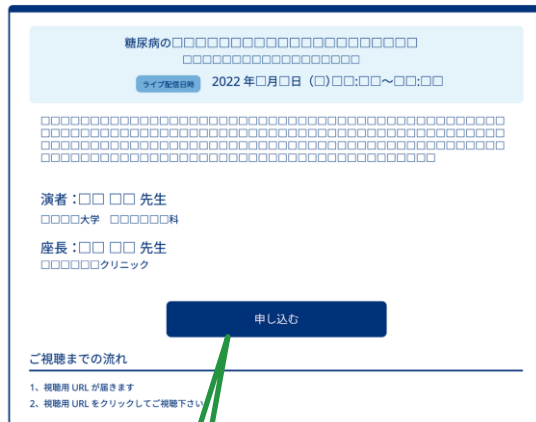 糖尿病の□□□□□□□□□□□□□□□□□□□□□
□□□□□□□□□□□□□□□□□□
ライブ配信日時 2022年□月□日（□）□□:□□～□□:□□
□□□□□□□□□□□□□□□□□□□□□□□□□□□□□□□□□□□□□□□□□□□□□□□
□□□□□□□□□□□□□□□□□□□□□□□□□□□□□□□□□□□□□□□□□□□□□□□
□□□□□□□□□□□□□□□□□□□□□□□□□□□□□□□□□□□□□□□□□□□□□□□
□□□□□□□□□□□□□□□□□□□□□□□□□□□□□□□□□□□□□□□□
演者：□□ □□ 先生
□□□□大学 □□□□□□科
座長：□□ □□ 先生
□□□□□□クリニック
申し込む
ご視聴までの流れ
1、視聴用 URL が届きます
2、視聴用 URL をクリックしてご視聴下さい